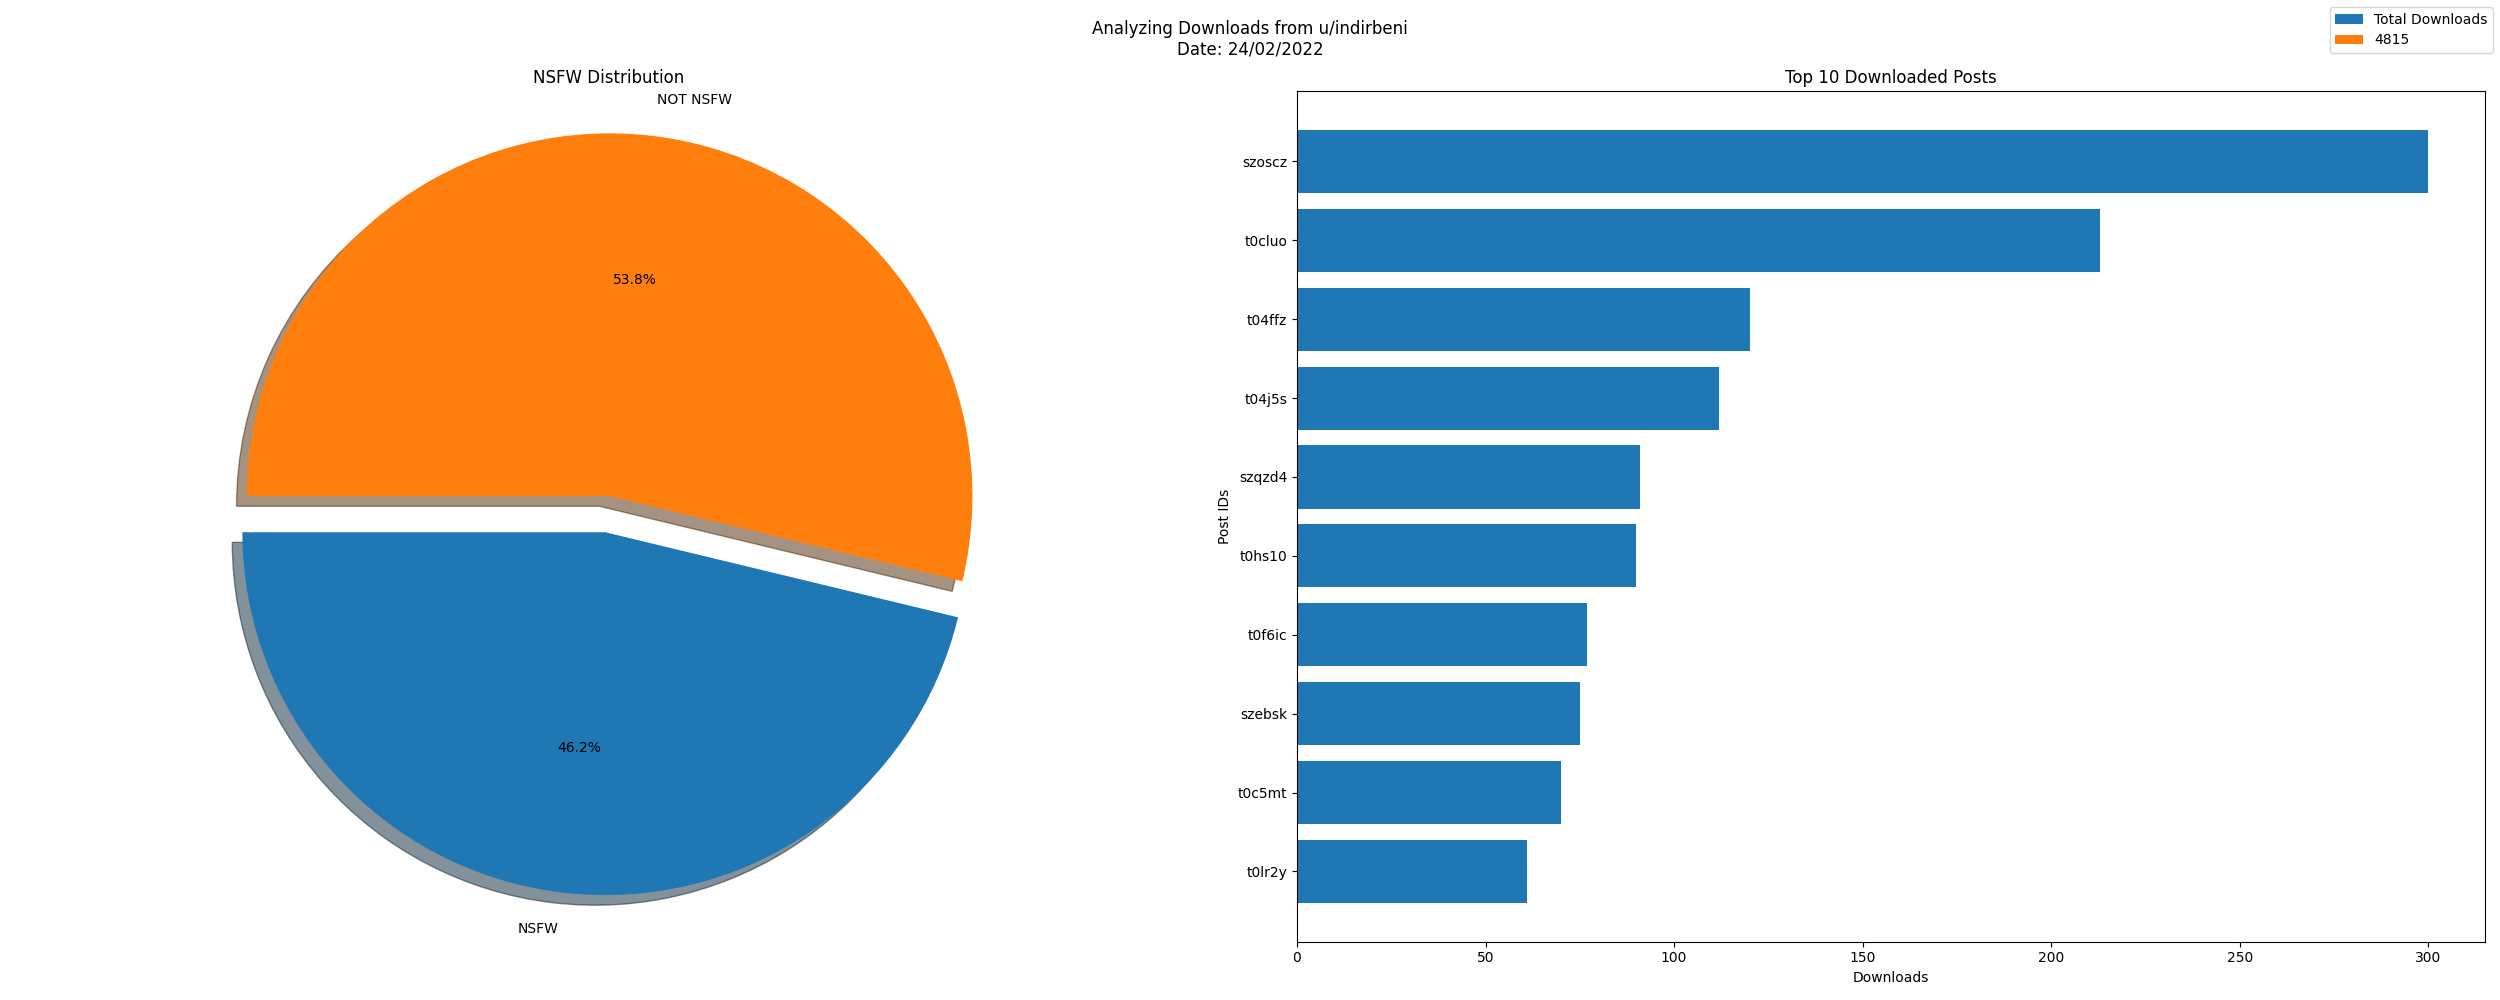 Analyzing Downloads from u/indirbeni
Date: 24/02/2022
Total Downloads
4815
NSFW Distribution
NOT NSFW
53.8%
46.2%
NSFW
Top 10 Downloaded Posts
Post IDs
szoscz
t0cluo
t04ffz
t04j5s
szqzd4
t0hs10
t0f6ic
szebsk
t0c5mt
t0lr2y
0 50 100 150 200 250 300
Downloads